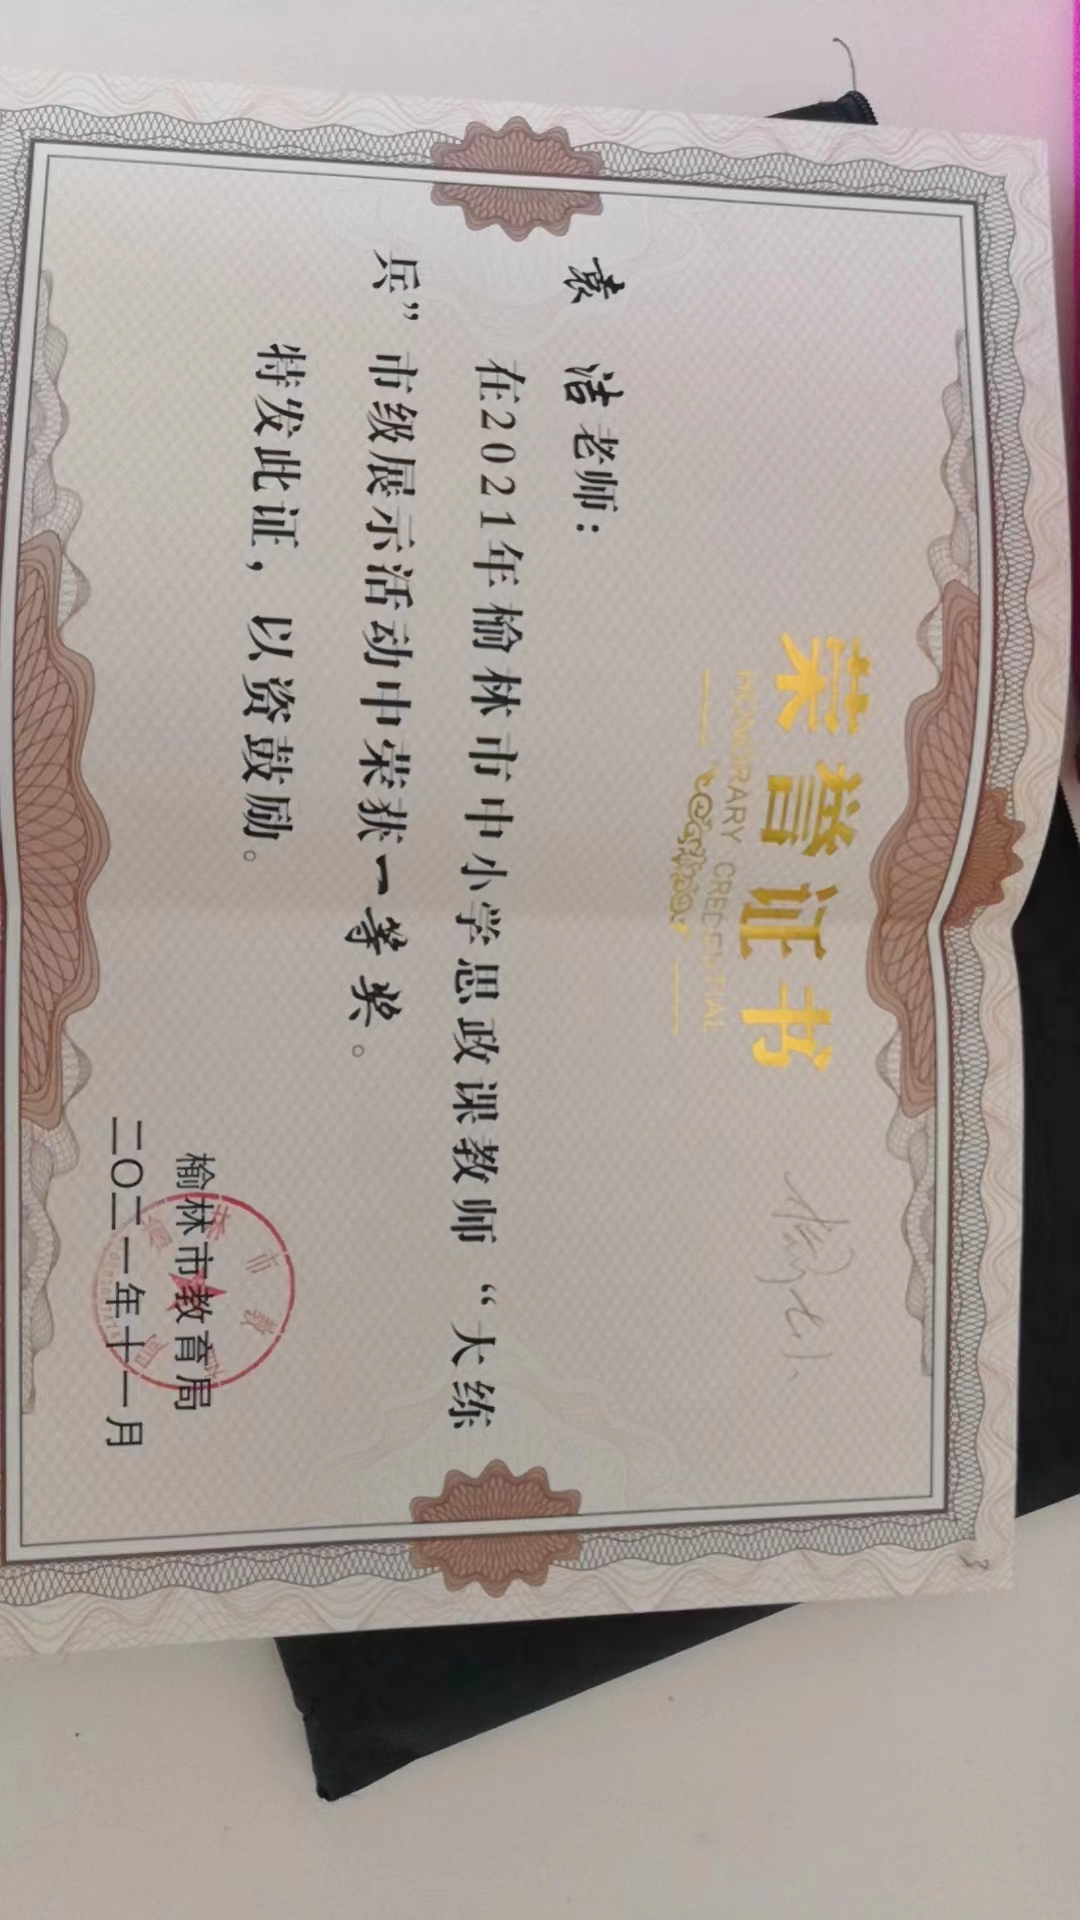 荣誉证书
HONORARY CREDENTIAL
袁 洁老师：
在2021年榆林市中小学思政课教师“大练
兵”市级展示活动中荣获一等奖。
特发此证，以资鼓励。
榆林市教育局
二〇二一年十一月
3